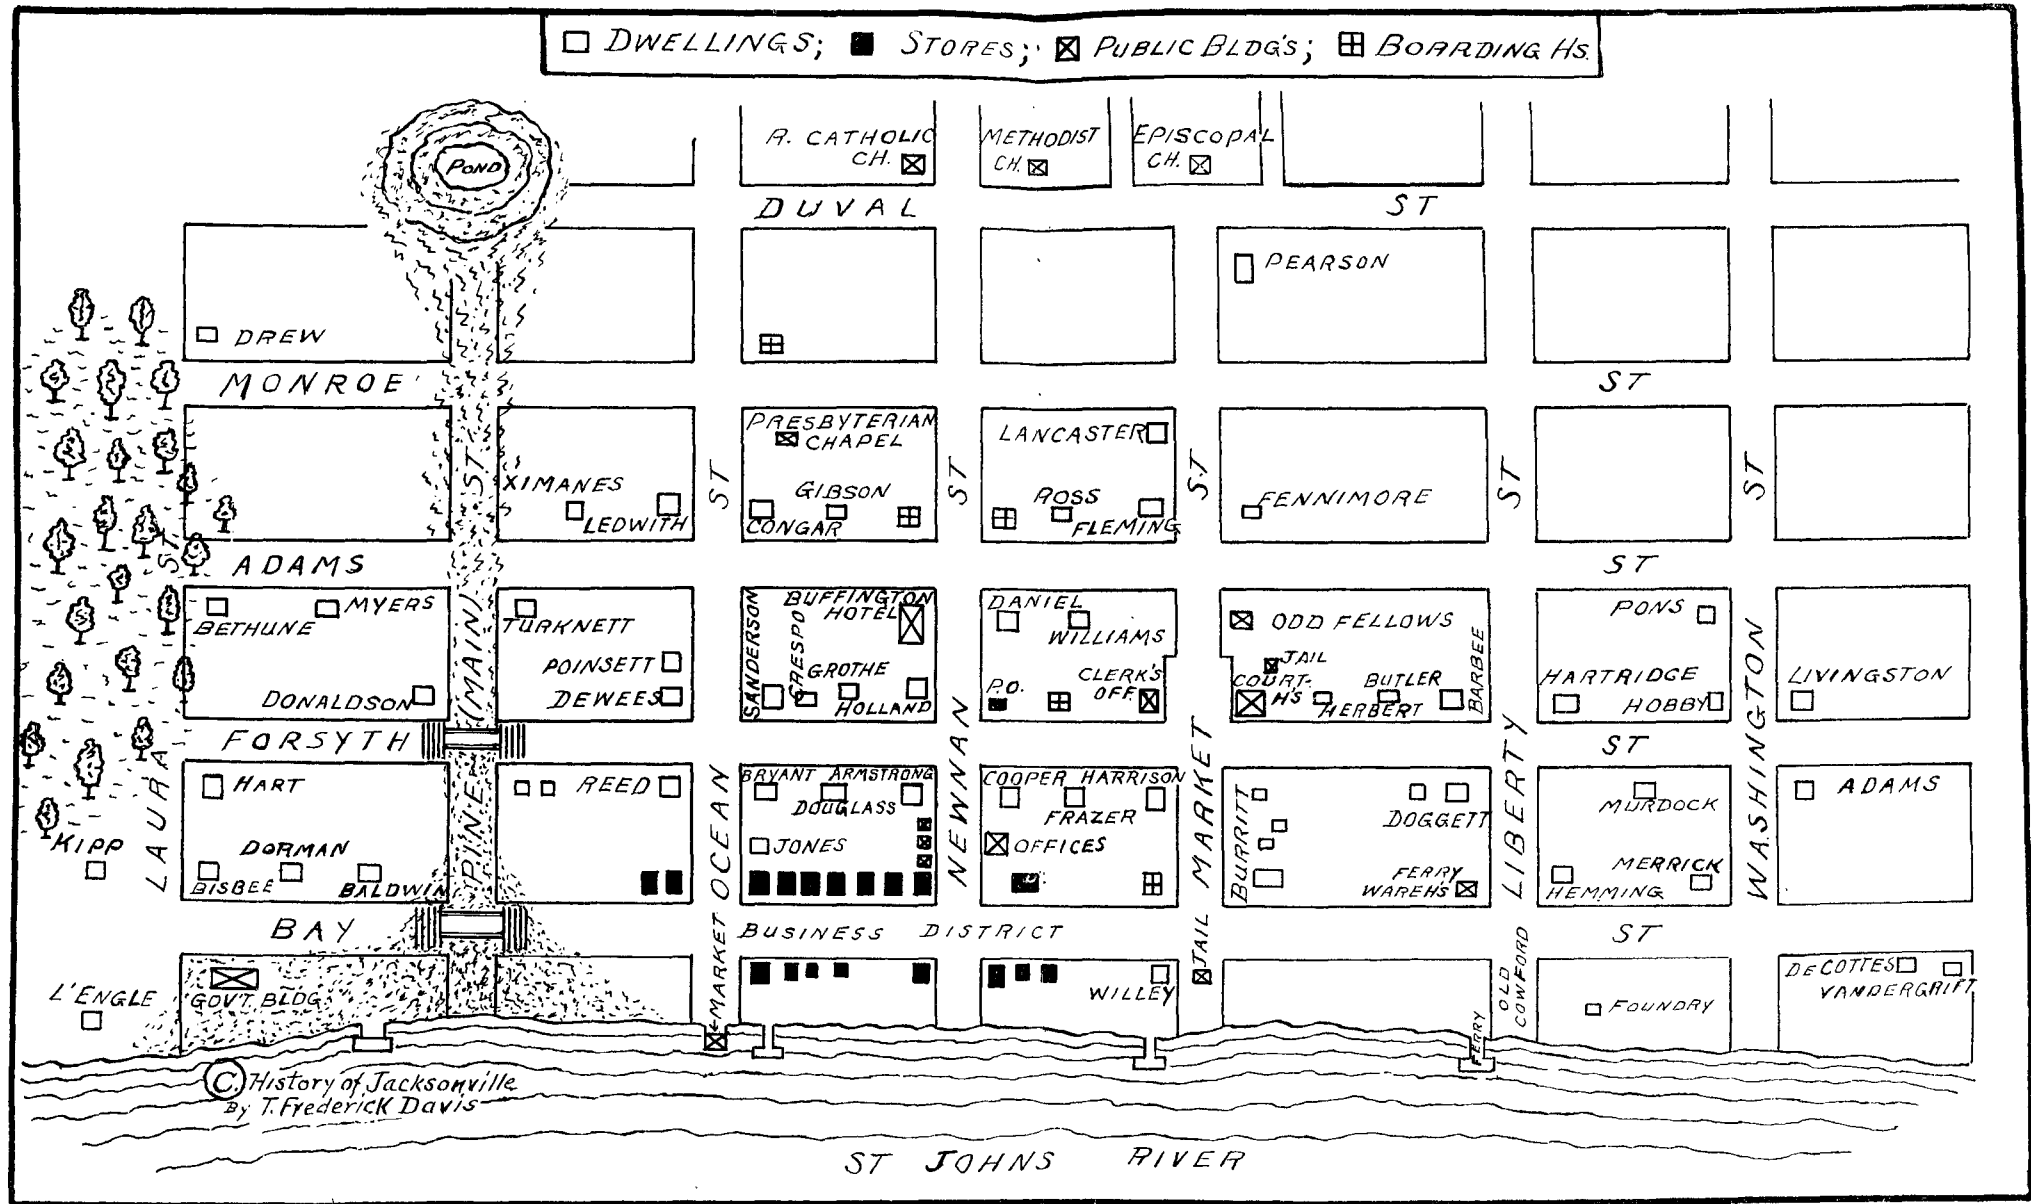 DWELLINGS; STORES; PUBLIC BLDG'S; BOARDING HS.
R. CATHOLIC
CH.
METHODIST
CH.
EPISCOPAL
CH.
POND
DUVAL ST
PEARSON
DREW
MONROE ST
PRESBYTERIAN
CHAPEL
LANCASTER
XIMANES
LEDWITH
GIBSON
CONGAR
ROSS
FLEMING
FENNIMORE
ST
ST
ST
ST
ST
ST
ADAMS ST
BETHUNE
MYERS
DONALDSON
TURKNETT
POINSETT
DEWEES
SANDERSON
CRESPO
BUFFINGTON
HOTEL
GROTHE
HOLLAND
DANIEL
WILLIAMS
P.O.
CLERK'S
OFF.
ODD FELLOWS
JAIL
COURT-
H'S
HERBERT
BUTLER
BARBEE
PONS
HARTRIDGE
HOBBY
LIVINGSTON
FORSYTH ST
LAURA
ST
PINE (MAIN)
OCEAN
NEWNAN
MARKET
LIBERTY
WASHINGTON
HART
REED
BRYANT ARMSTRONG
DOUGLASS
JONES
COOPER HARRISON
FRAZER
OFFICES
BURRITT
DOGGETT
FERRY
WAREH'S
MURDOCK
MERRICK
HEMMING
ADAMS
KIPP
BISBEE
DORMAN
BALDWIN
BAY ST
BUSINESS DISTRICT
MARKET
JAIL
OLD
COWFORD
FERRY
L'ENGLE
GOVT. BLDG.
WILLEY
FOUNDRY
DE COTTES
VANDERGRIFT
C. History of Jacksonville
By T. Frederick Davis
ST JOHNS RIVER